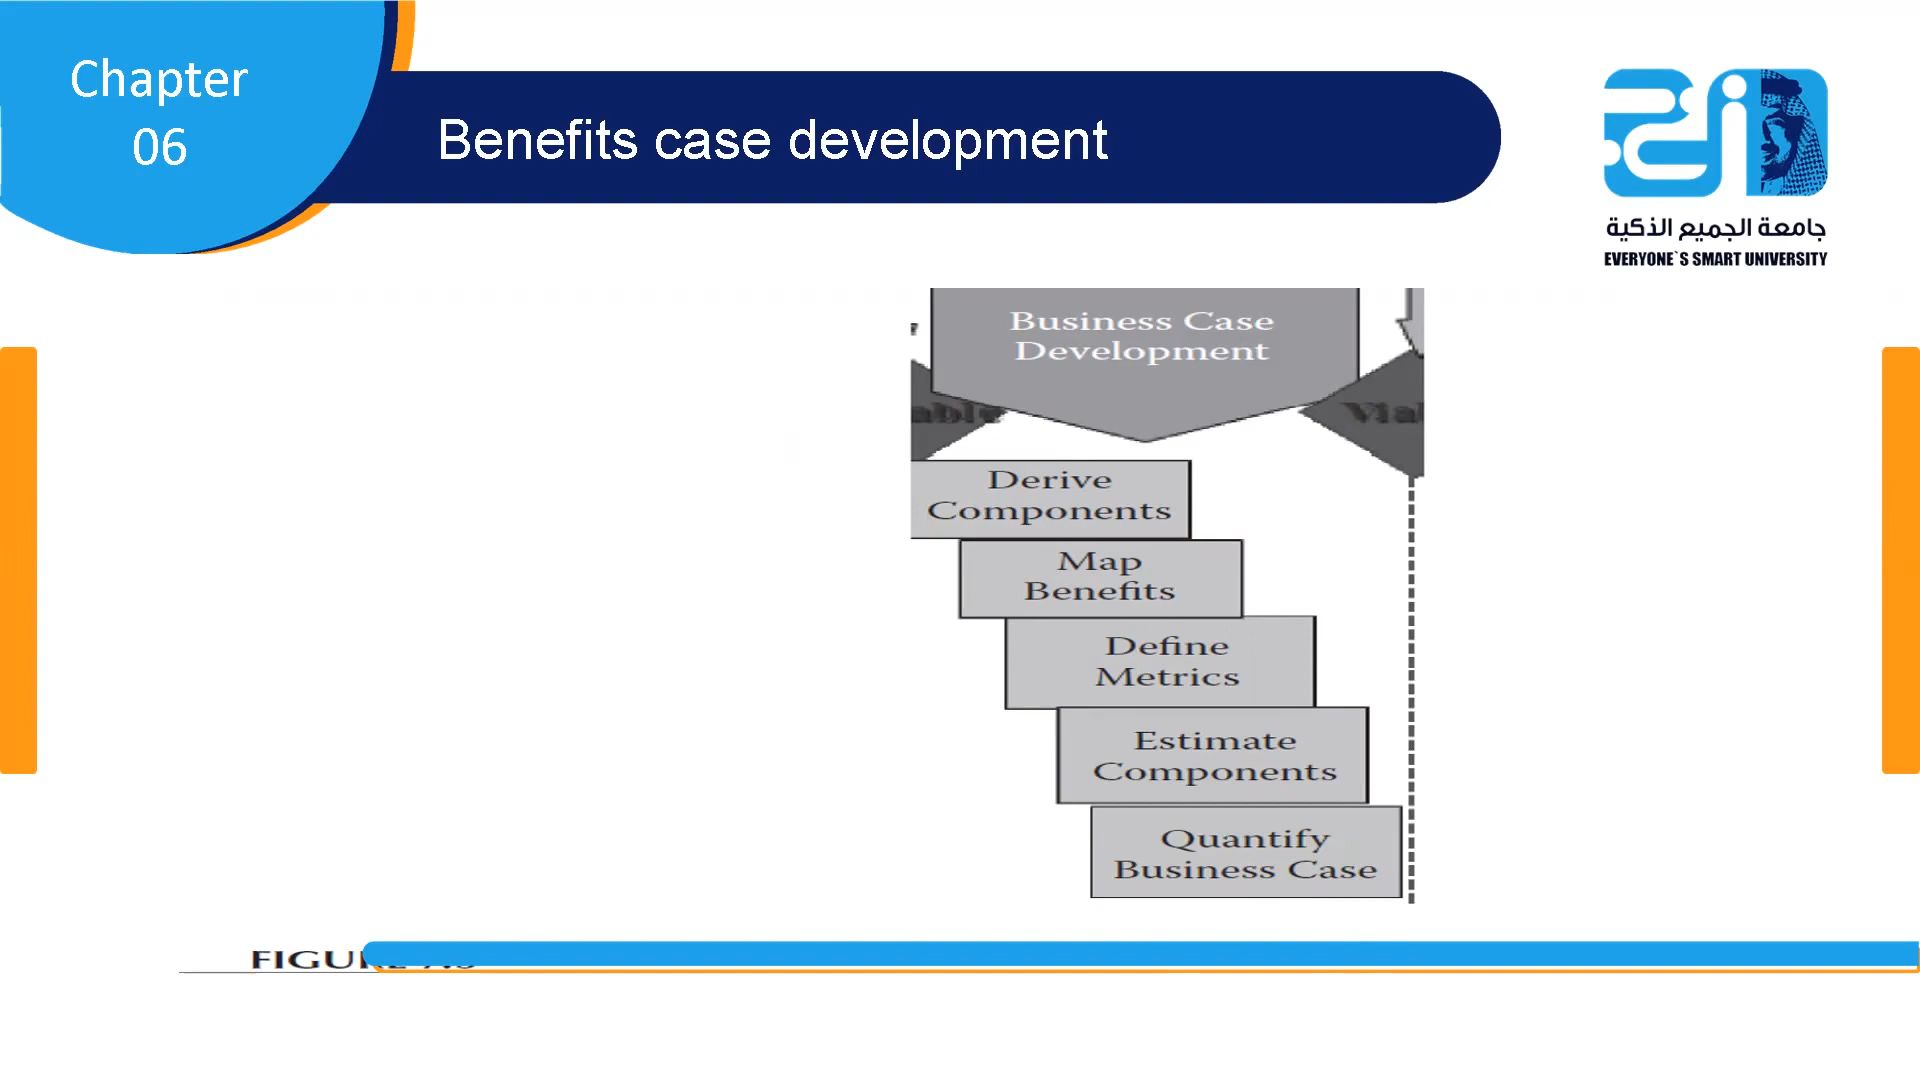 Chapter
06
Benefits case development
جامعة الجميع الذكية
EVERYONE`S SMART UNIVERSITY
Business Case
Development
Derive
Components
Map
Benefits
Define
Metrics
Estimate
Components
Quantify
Business Case